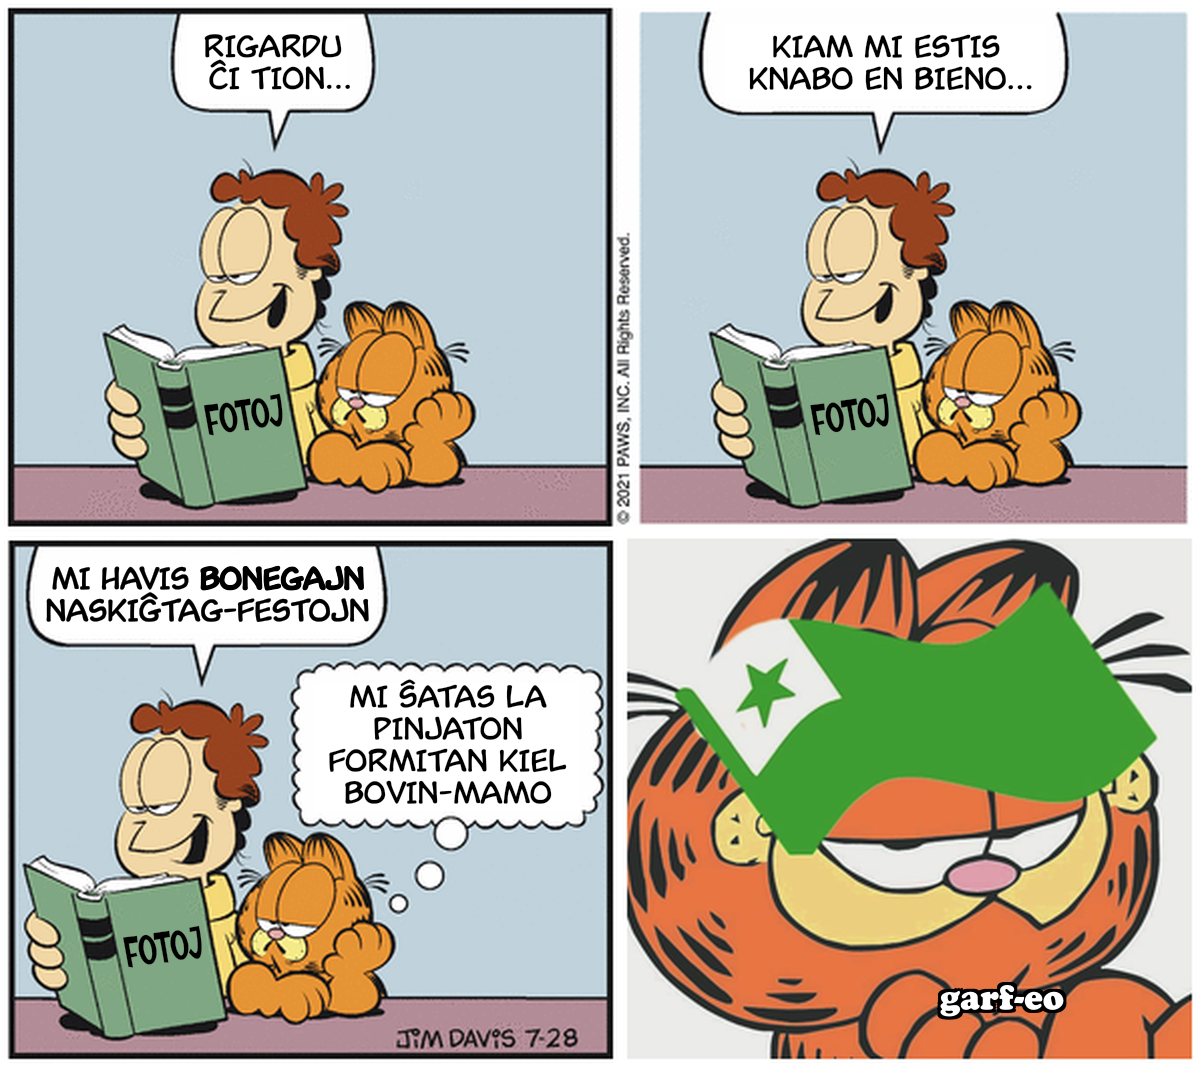 RIGARDU
ĈI TION...
FOTOJ
© 2021 PAWS, INC. All Rights Reserved.
KIAM MI ESTIS
KNABO EN BIENO...
FOTOJ
MI HAVIS BONEGAJN
NASKIĜTAG-FESTOJN
MI ŜATAS LA
PINJATON
FORMITAN KIEL
BOVIN-MAMO
FOTOJ
JIM DAVIS 7-28
garf-eo